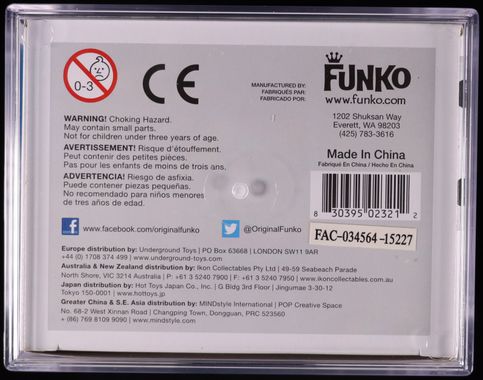 0-3
CE
MANUFACTURED BY:
FABRIQUÉ PAR:
FABRICADO POR:
FUNKO
www.funko.com
1202 Shuksan Way
Everett, WA 98203
(425) 783-3616
WARNING! Choking Hazard.
May contain small parts.
Not for children under three years of age.
AVERTISSEMENT! Risque d'étouffement.
Peut contenir des petites pièces.
Pas pour les enfants de moins de trois ans.
ADVERTENCIA! Riesgo de asfixia.
Puede contener piezas pequeñas.
No recomendado para niños menores
de tres años de edad.
Made In China
Fabriqué En China / Hecho En China
8 30395 02321 2
FAC-034564-15227
f facebook.com/originalfunko
@OriginalFunko
Europe distribution by: Underground Toys | PO Box 63668 | LONDON SW11 9AR
+44 (0) 1708 374 499 | www.underground-toys.com
Australia & New Zealand distribution by: Ikon Collectables Pty Ltd | 49-59 Seabeach Parade
North Shore, VIC 3214 Australia | P: +61 3 5240 7900 | F: +61 3 5240 7950 | www.ikoncollectables.com.au
Japan distribution by: Hot Toys Japan Co., Inc. | G Bldg 3rd Floor | Jingumae 3-30-12
Tokyo 150-0001 | www.hottoys.jp
Greater China & S.E. Asia distribution by: MINDstyle International | POP Creative Space
No. 68-2 West Xinnan Road | Changping Town, Dongguan, PRC 523560
+ (86) 769 8109 9090 | www.mindstyle.com